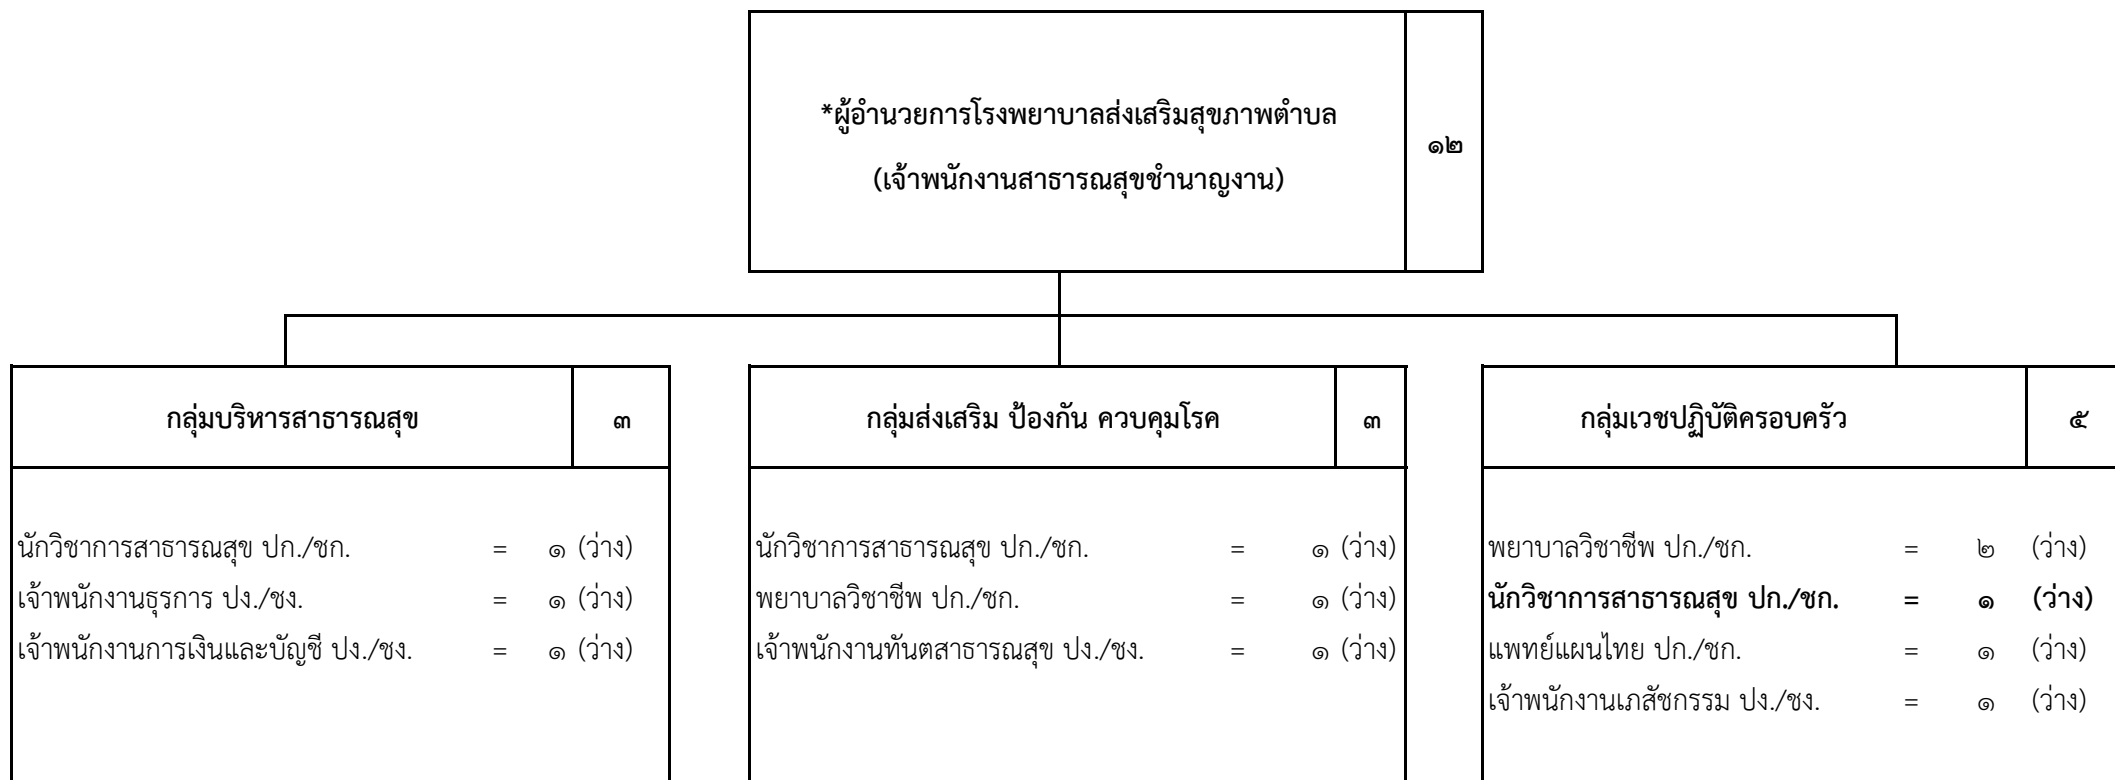 *ผู้อำนวยการโรงพยาบาลส่งเสริมสุขภาพตำบล
(เจ้าพนักงานสาธารณสุขชำนาญงาน)
๑๒
กลุ่มบริหารสาธารณสุข ๓
นักวิชาการสาธารณสุข ปก./ชก. = ๑ (ว่าง)
เจ้าพนักงานธุรการ ปง./ชง. = ๑ (ว่าง)
เจ้าพนักงานการเงินและบัญชี ปง./ชง. = ๑ (ว่าง)
กลุ่มส่งเสริม ป้องกัน ควบคุมโรค ๓
นักวิชาการสาธารณสุข ปก./ชก. = ๑ (ว่าง)
พยาบาลวิชาชีพ ปก./ชก. = ๑ (ว่าง)
เจ้าพนักงานทันตสาธารณสุข ปง./ชง. = ๑ (ว่าง)
กลุ่มเวชปฏิบัติครอบครัว ๕
พยาบาลวิชาชีพ ปก./ชก. = ๒ (ว่าง)
นักวิชาการสาธารณสุข ปก./ชก. = ๑ (ว่าง)
แพทย์แผนไทย ปก./ชก. = ๑ (ว่าง)
เจ้าพนักงานเภสัชกรรม ปง./ชง. = ๑ (ว่าง)